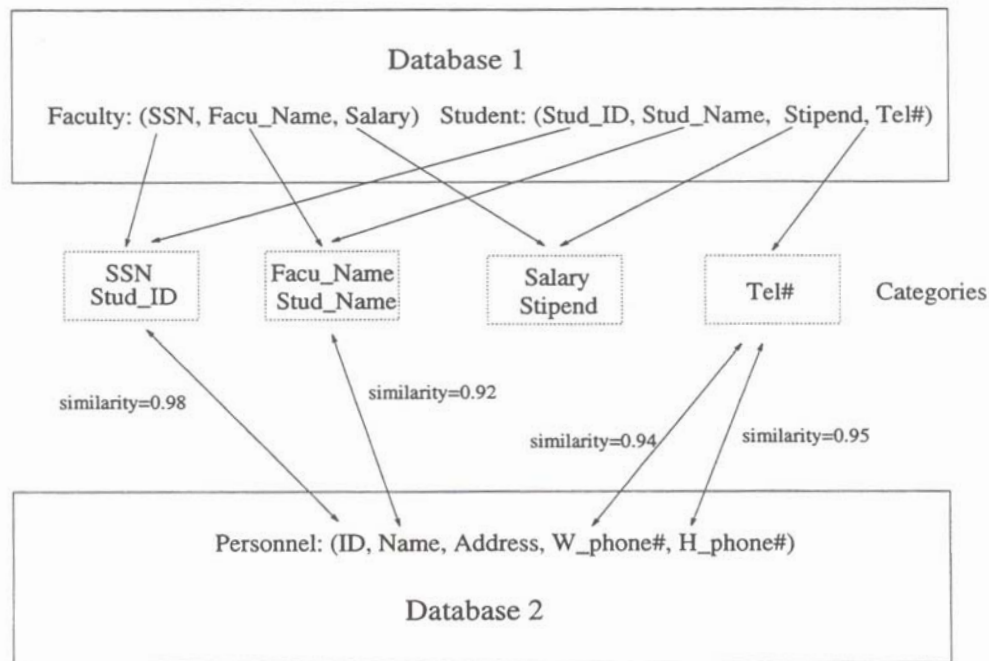 Database 1
Faculty: (SSN, Facu_Name, Salary) Student: (Stud_ID, Stud_Name, Stipend, Tel#)
SSN
Stud_ID
Facu_Name
Stud_Name
Salary
Stipend
Tel#
Categories
similarity=0.98
similarity=0.92
similarity=0.94
similarity=0.95
Personnel: (ID, Name, Address, W_phone#, H_phone#)
Database 2